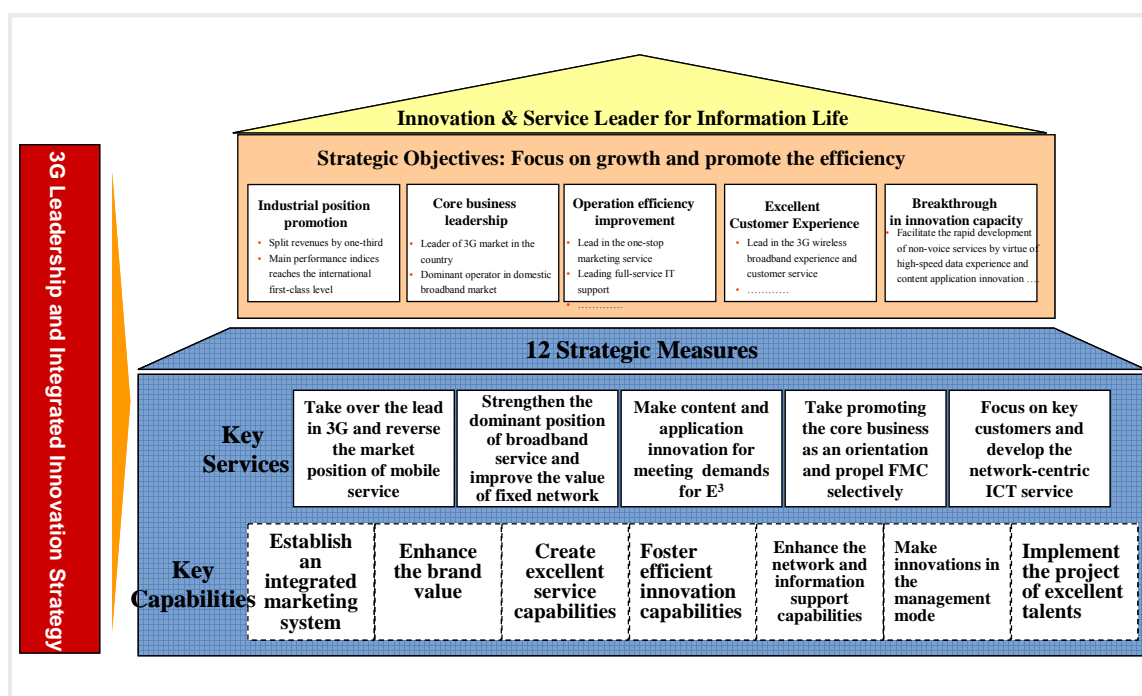 3G Leadership and Integrated Innovation Strategy
Innovation & Service Leader for Information Life
Strategic Objectives: Focus on growth and promote the efficiency
Industrial position
promotion
• Split revenues by one-third
• Main performance indices
reaches the international
first-class level
Core business
leadership
• Leader of 3G market in the
country
• Dominant operator in domestic
broadband market
Operation efficiency
improvement
• Lead in the one-stop
marketing service
• Leading full-service IT
support
• .............
Excellent
Customer Experience
• Lead in the 3G wireless
broadband experience and
customer service
• ............
Breakthrough
in innovation capacity
• Facilitate the rapid development
of non-voice services by virtue of
high-speed data experience and
content application innovation ....
12 Strategic Measures
Key
Services
Take over the lead
in 3G and reverse
the market
position of mobile
service
Strengthen the
dominant position
of broadband
service and
improve the value
of fixed network
Make content and
application
innovation for
meeting demands
for E³
Take promoting
the core business
as an orientation
and propel FMC
selectively
Focus on key
customers and
develop the
network-centric
ICT service
Key
Capabilities
Establish
an
integrated
marketing
system
Enhance
the brand
value
Create
excellent
service
capabilities
Foster
efficient
innovation
capabilities
Enhance the
network and
information
support
capabilities
Make
innovations in
the
management
mode
Implement
the project
of excellent
talents